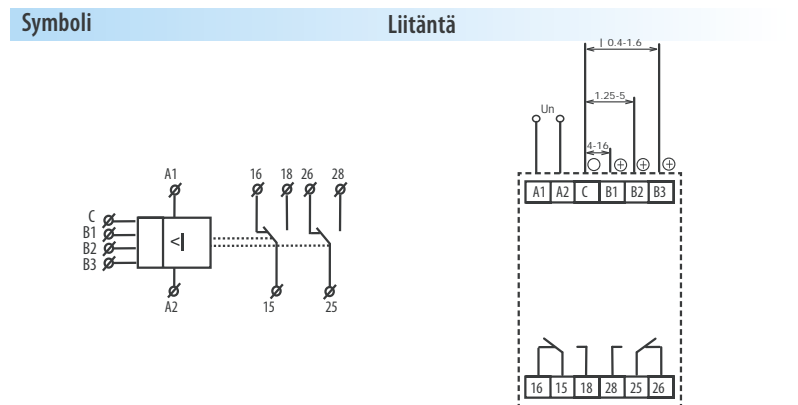 Symboli
Liitäntä
A1
16 18 26 28
C
B1
B2
B3
<I
A2
15
25
I 0.4-1.6
1.25-5
Un
4-16
A1 A2 C B1 B2 B3
16 15 18 28 25 26